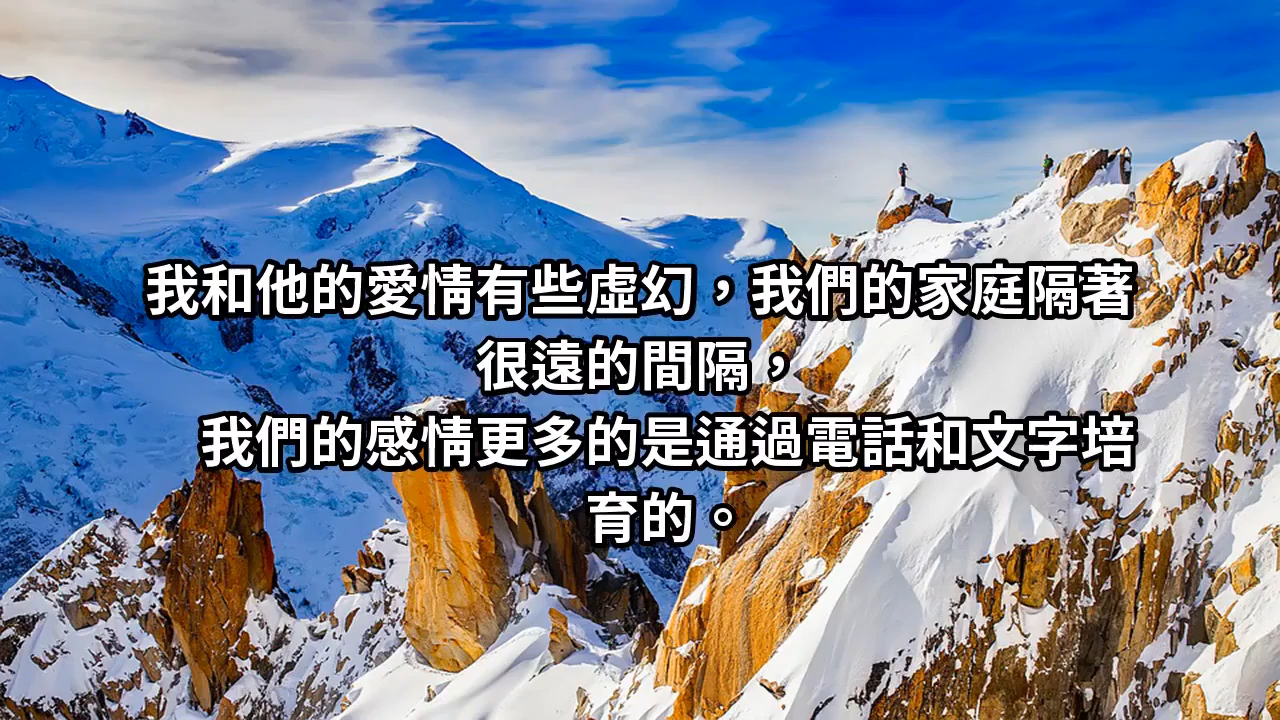 我和他的愛情有些虛幻，我們的家庭隔著
很遠的間隔，
我們的感情更多的是通過電話和文字培
育的。